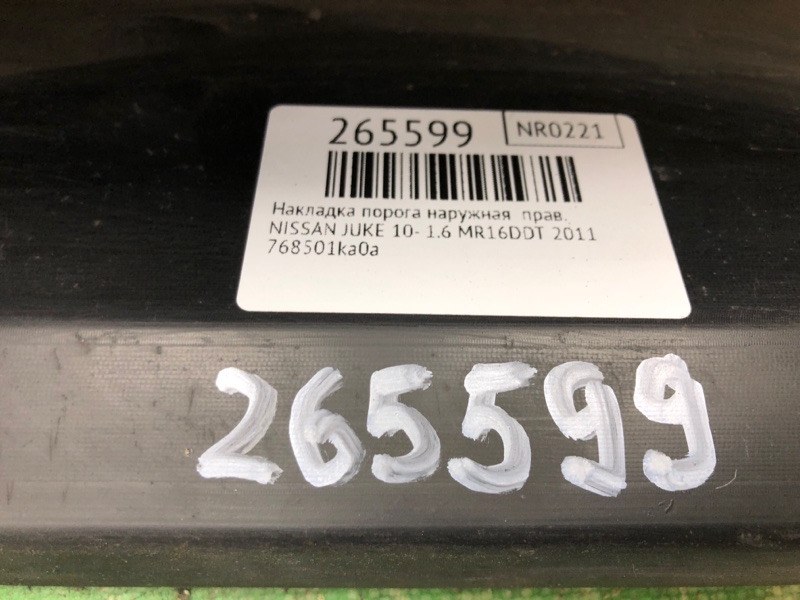 265599 NR0221
Накладка порога наружная прав.
NISSAN JUKE 10- 1.6 MR16DDT 2011
768501ka0a
265599